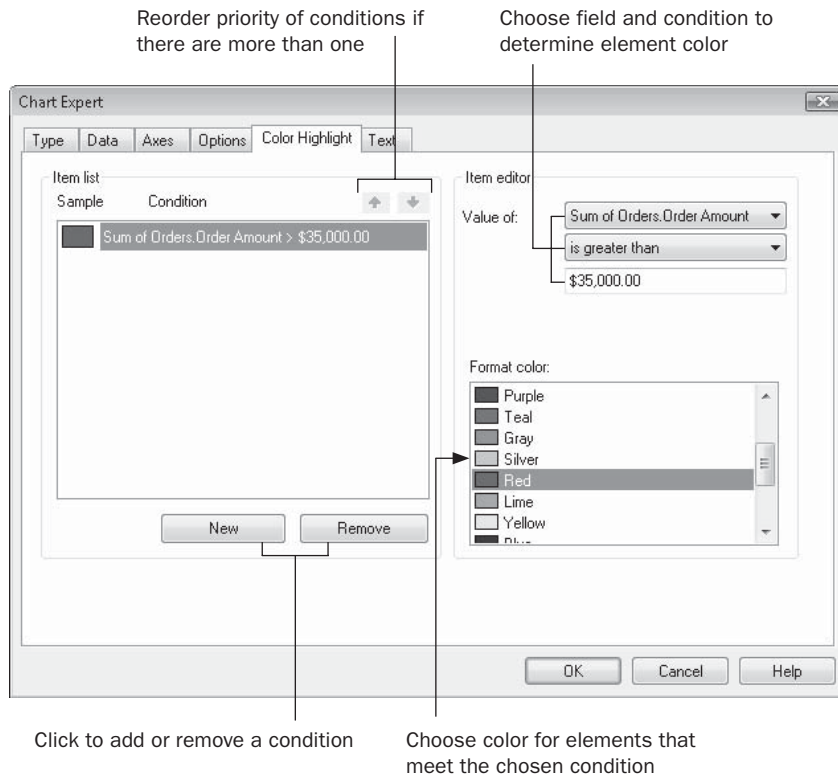 Reorder priority of conditions if
there are more than one
Choose field and condition to
determine element color
Chart Expert
Type Data Axes Options Color Highlight Text
Item list
Sample Condition
Sum of Orders.Order Amount > $35,000.00
New Remove
Item editor
Value of: Sum of Orders.Order Amount
is greater than
$35,000.00
Format color:
Purple
Teal
Gray
Silver
Red
Lime
Yellow
Blue
OK Cancel Help
Click to add or remove a condition
Choose color for elements that
meet the chosen condition